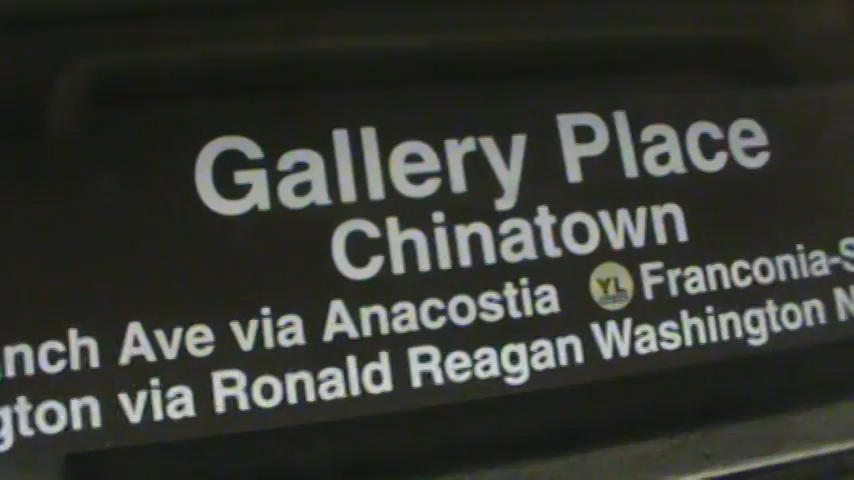 Gallery Place
Chinatown
nch Ave via Anacostia YL Franconia-S
gton via Ronald Reagan Washington N